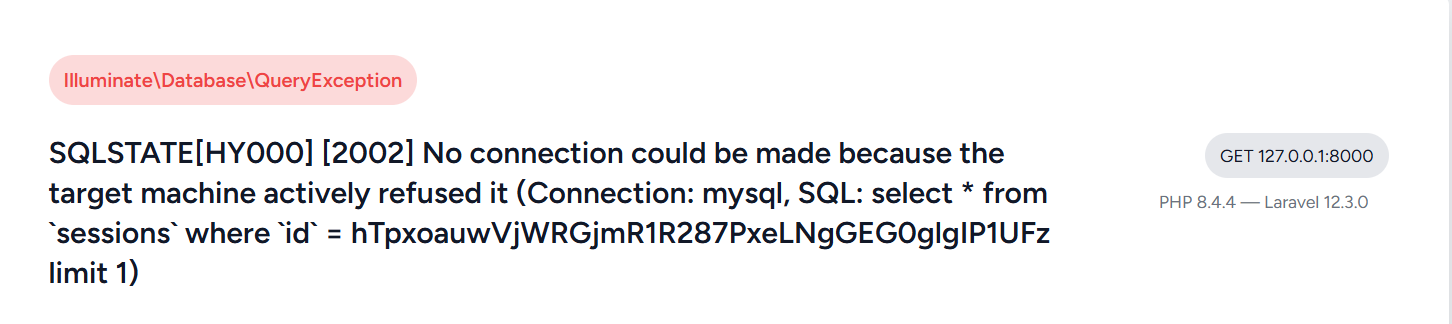 Illuminate\Database\QueryException
SQLSTATE[HY000] [2002] No connection could be made because the
target machine actively refused it (Connection: mysql, SQL: select * from
`sessions` where `id` = hTpxoauwVjWRGjmR1R287PxeLNgGEG0glgIP1UFz
limit 1)
GET 127.0.0.1:8000
PHP 8.4.4 — Laravel 12.3.0